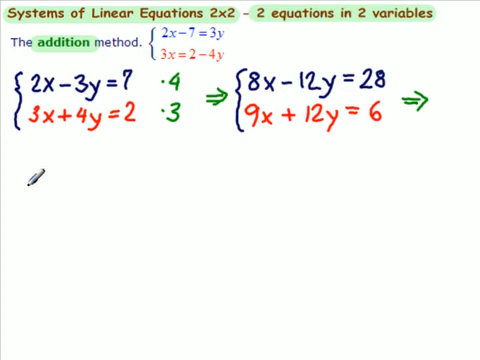 Systems of Linear Equations 2x2 - 2 equations in 2 variables
The addition method. { 2x – 7 = 3y
3x = 2 – 4y
{ 2x – 3y = 7 · 4 ⇒ { 8x – 12y = 28 ⇒
3x + 4y = 2 · 3 9x + 12y = 6